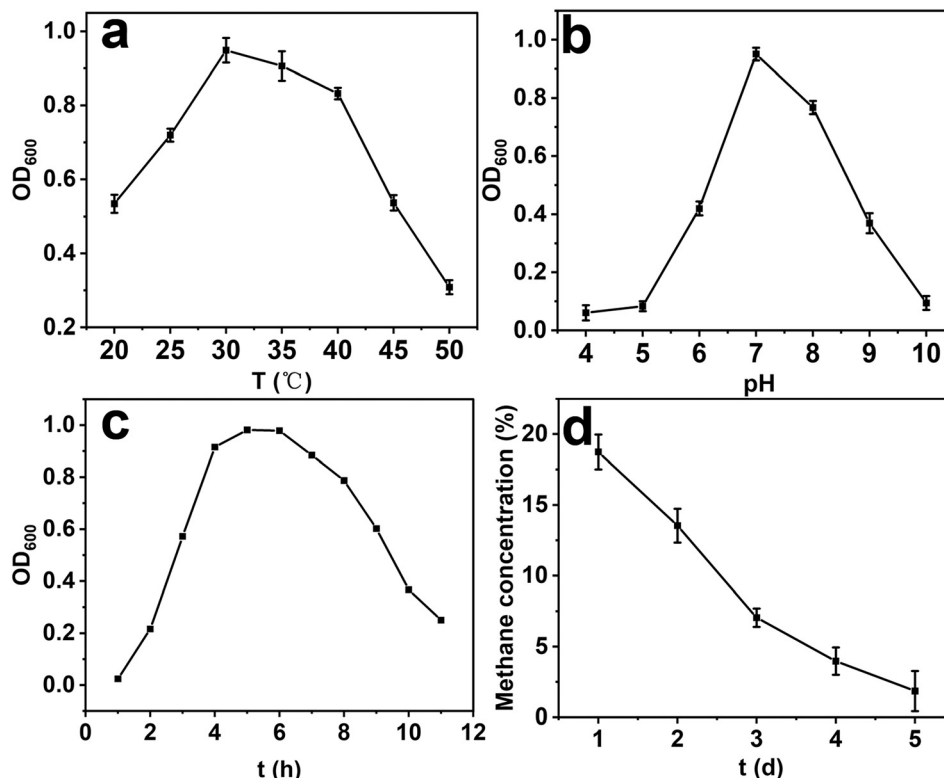 a
OD600
1.0
0.8
0.6
0.4
0.2
20 25 30 35 40 45 50
T (℃)
b
OD600
1.0
0.8
0.6
0.4
0.2
0.0
4 5 6 7 8 9 10
pH
c
OD600
1.0
0.8
0.6
0.4
0.2
0.0
0 2 4 6 8 10 12
t (h)
d
Methane concentration (%)
20
15
10
5
0
1 2 3 4 5
t (d)